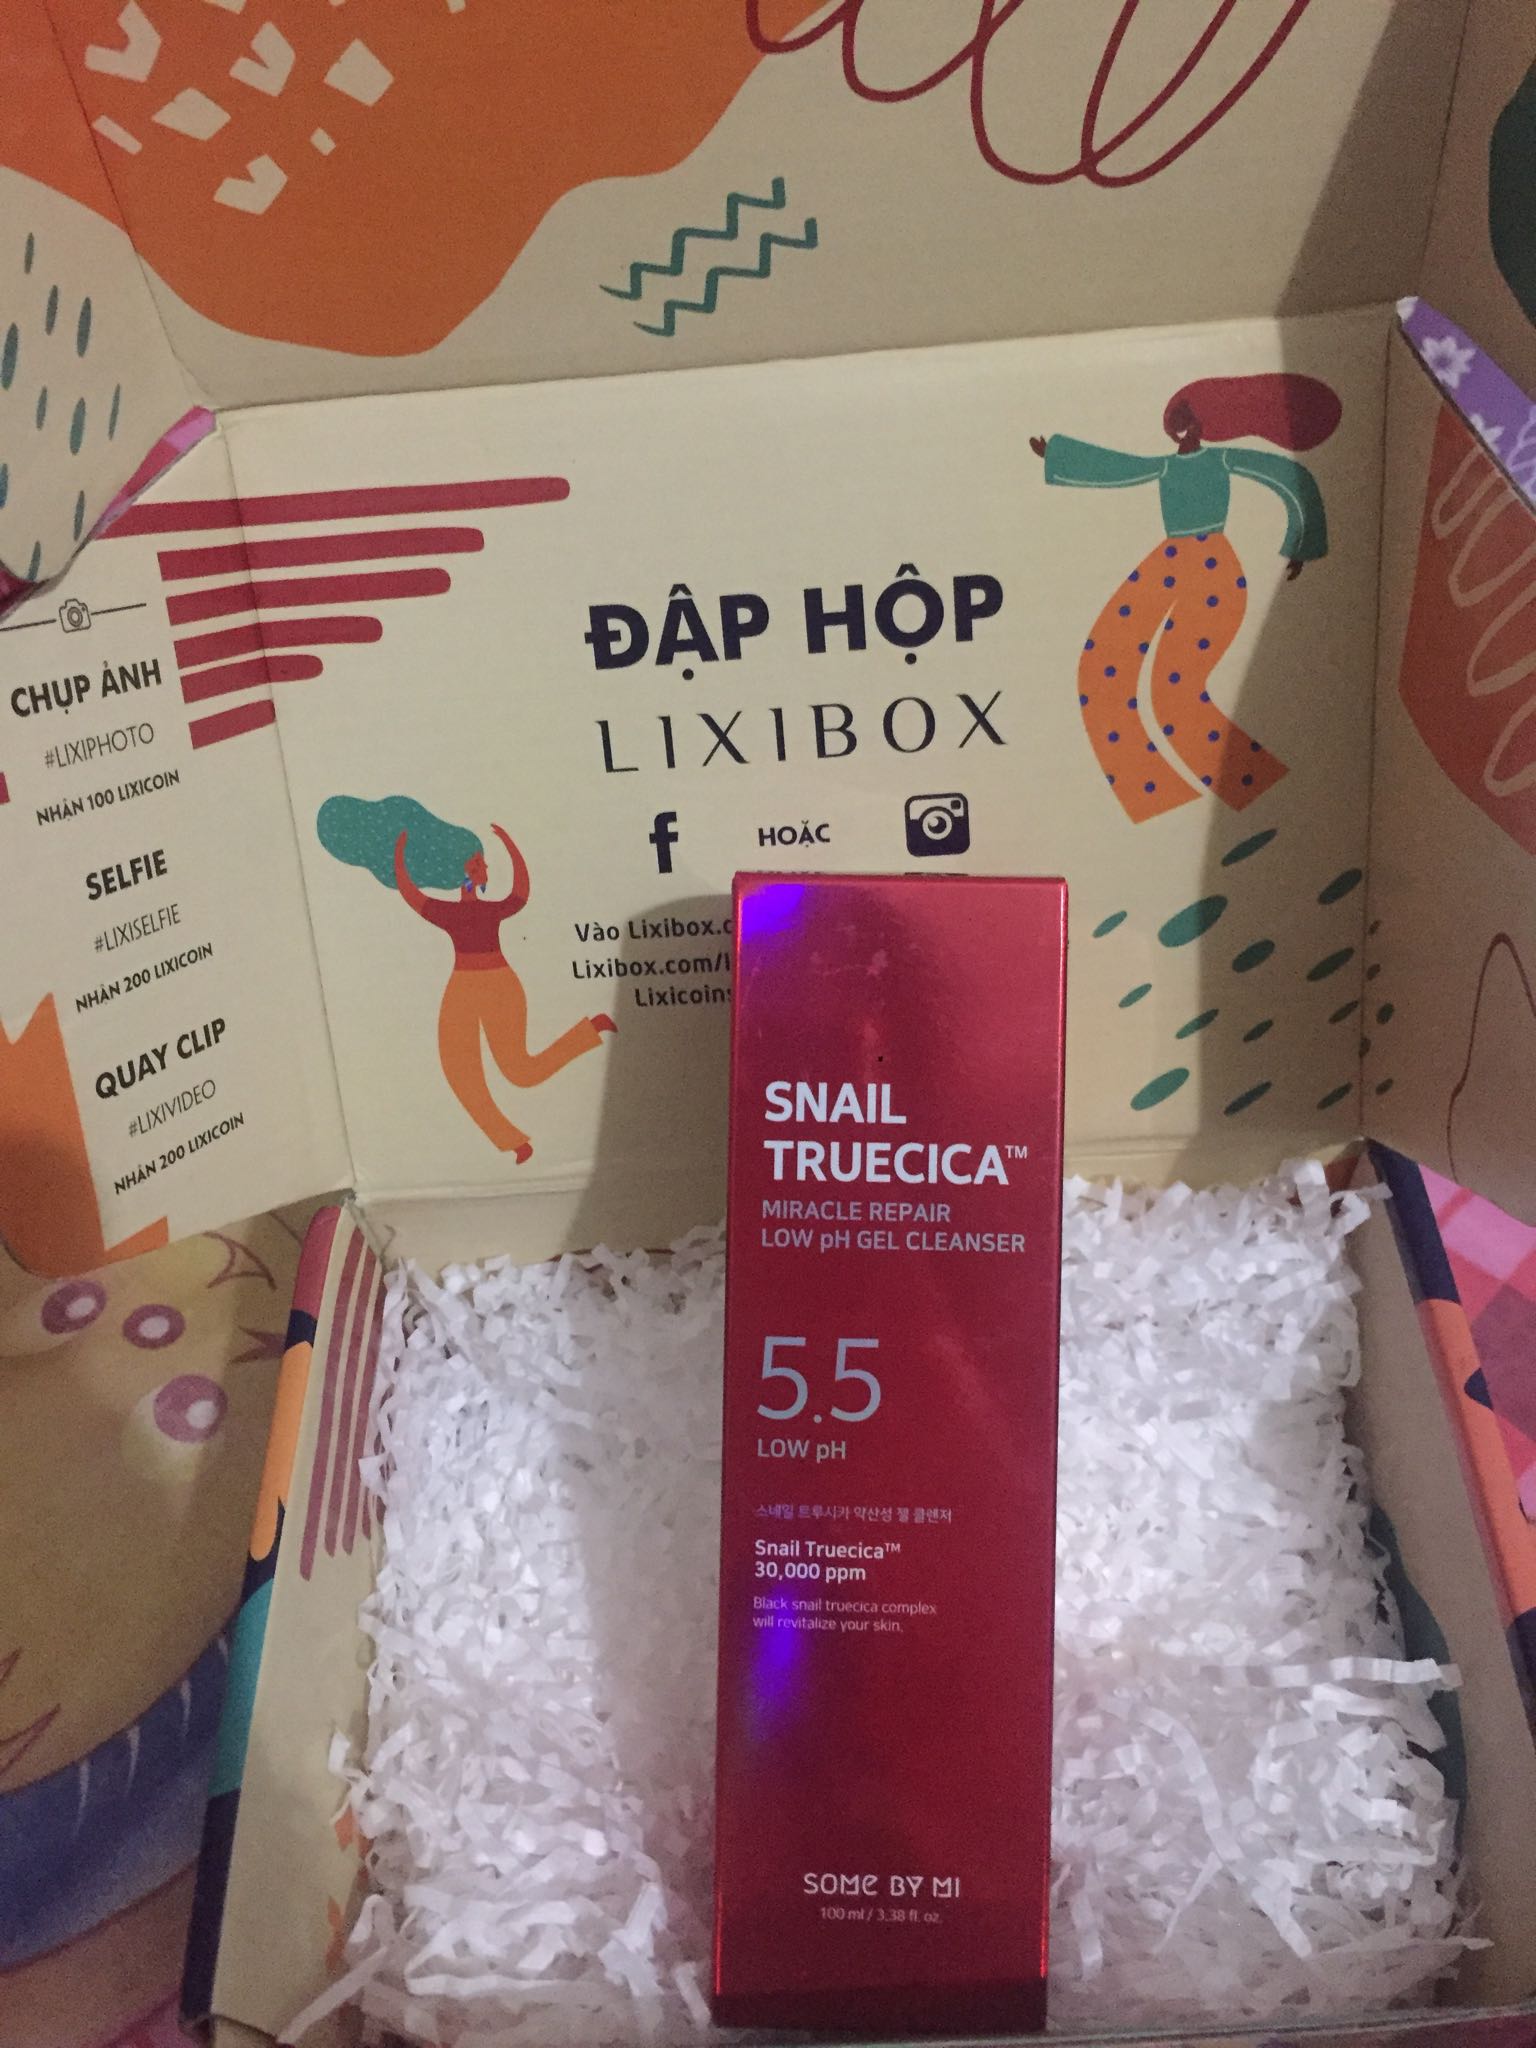 CHỤP ẢNH
#LIXIPHOTO
NHẬN 100 LIXICOIN
SELFIE
#LIXISELFIE
NHẬN 200 LIXICOIN
QUAY CLIP
#LIXIVIDEO
NHẬN 200 LIXICOIN
ĐẬP HỘP
LIXIBOX
f
HOẶC
Vào Lixibox.c
Lixibox.com/
Lixicoins
SNAIL
TRUECICA™
MIRACLE REPAIR
LOW pH GEL CLEANSER
5.5
LOW pH
스네일 트루시카 약산성 젤 클렌저
Snail Truecica™
30,000 ppm
Black snail truecica complex
will revitalize your skin.
SOME BY MI
100 ml / 3.38 fl. oz.